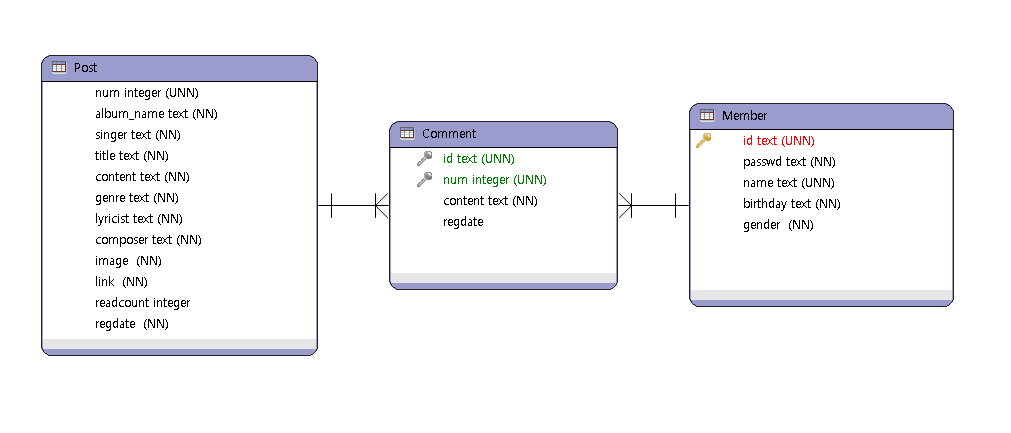 Post
num integer (UNN)
album_name text (NN)
singer text (NN)
title text (NN)
content text (NN)
genre text (NN)
lyricist text (NN)
composer text (NN)
image (NN)
link (NN)
readcount integer
regdate (NN)
Comment
id text (UNN)
num integer (UNN)
content text (NN)
regdate
Member
id text (UNN)
passwd text (NN)
name text (UNN)
birthday text (NN)
gender (NN)